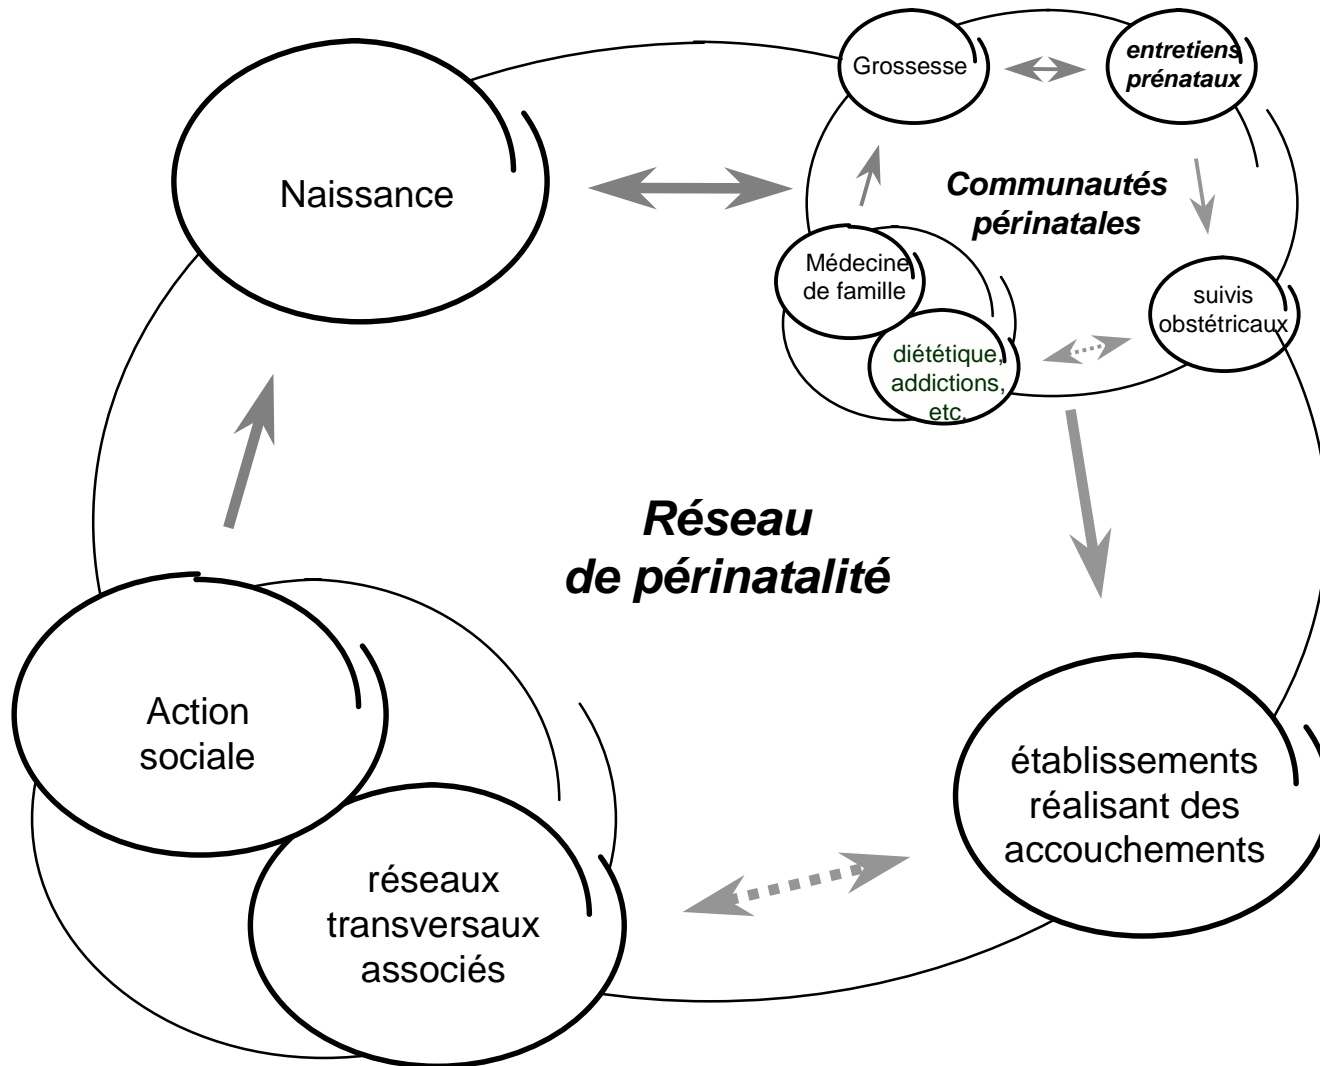 Grossesse
entretiens
prénataux
Naissance
Communautés
périnatales
Médecine
de famille
suivis
obstétricaux
diététique,
addictions,
etc.
Réseau
de périnatalité
Action
sociale
établissements
réalisant des
accouchements
réseaux
transversaux
associés